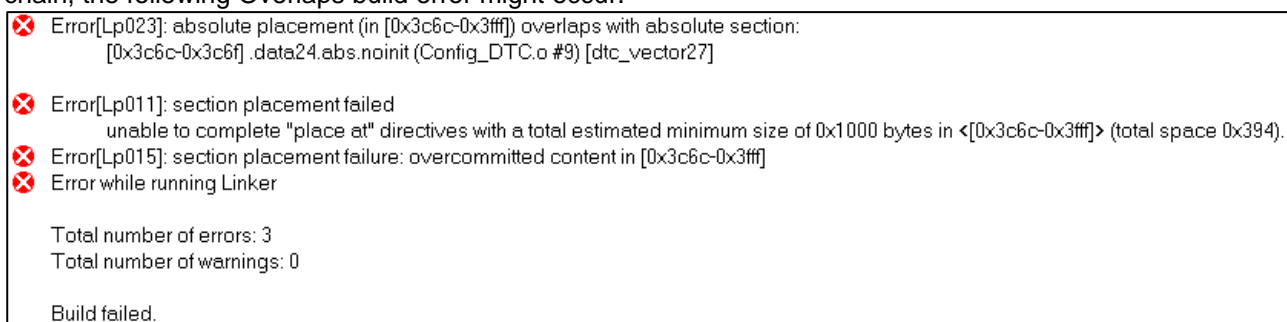 chain, the following Overlaps build error might occur:
Error[Lp023]: absolute placement (in [0x3c6c-0x3fff]) overlaps with absolute section:
[0x3c6c-0x3c6f] .data24.abs.noinit (Config_DTC.o #9) [dtc_vector27]
Error[Lp011]: section placement failed
unable to complete "place at" directives with a total estimated minimum size of 0x1000 bytes in <[0x3c6c-0x3fff]> (total space 0x394).
Error[Lp015]: section placement failure: overcommitted content in [0x3c6c-0x3fff]
Error while running Linker
Total number of errors: 3
Total number of warnings: 0
Build failed.